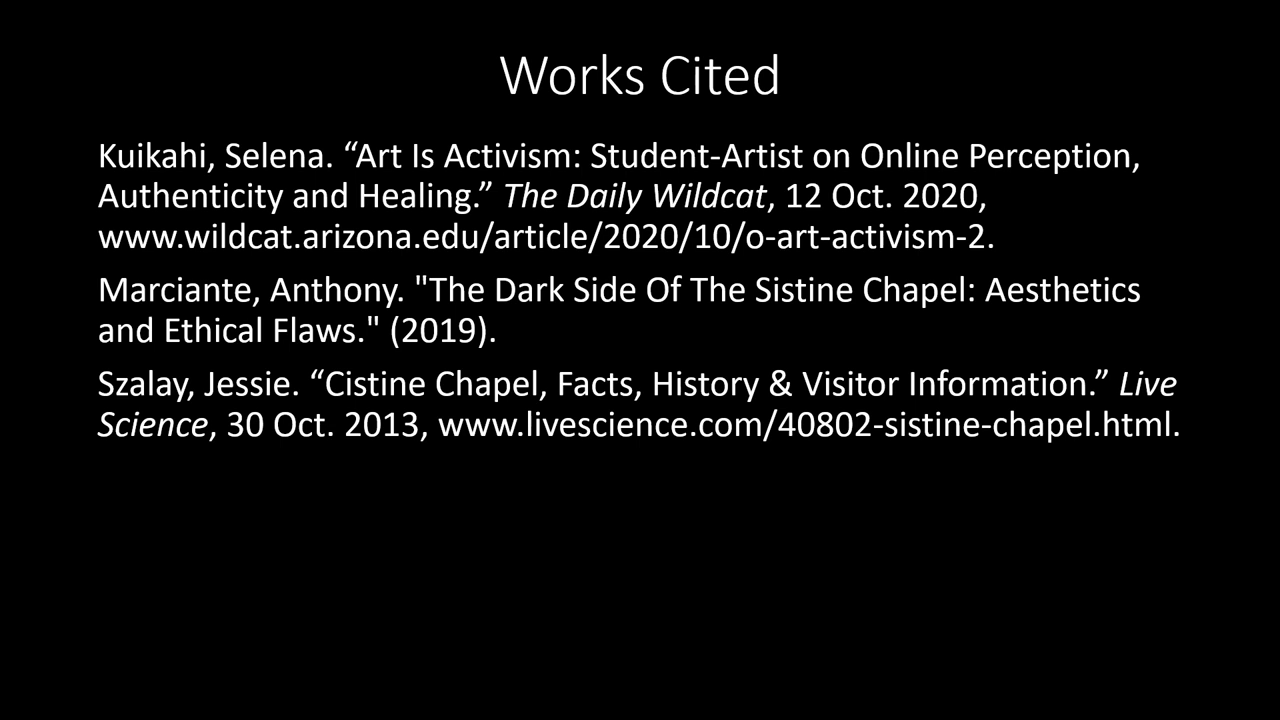 Works Cited
Kuikahi, Selena. “Art Is Activism: Student-Artist on Online Perception,
Authenticity and Healing.” The Daily Wildcat, 12 Oct. 2020,
www.wildcat.arizona.edu/article/2020/10/o-art-activism-2.
Marciante, Anthony. "The Dark Side Of The Sistine Chapel: Aesthetics
and Ethical Flaws." (2019).
Szalay, Jessie. “Cistine Chapel, Facts, History & Visitor Information.” Live
Science, 30 Oct. 2013, www.livescience.com/40802-sistine-chapel.html.